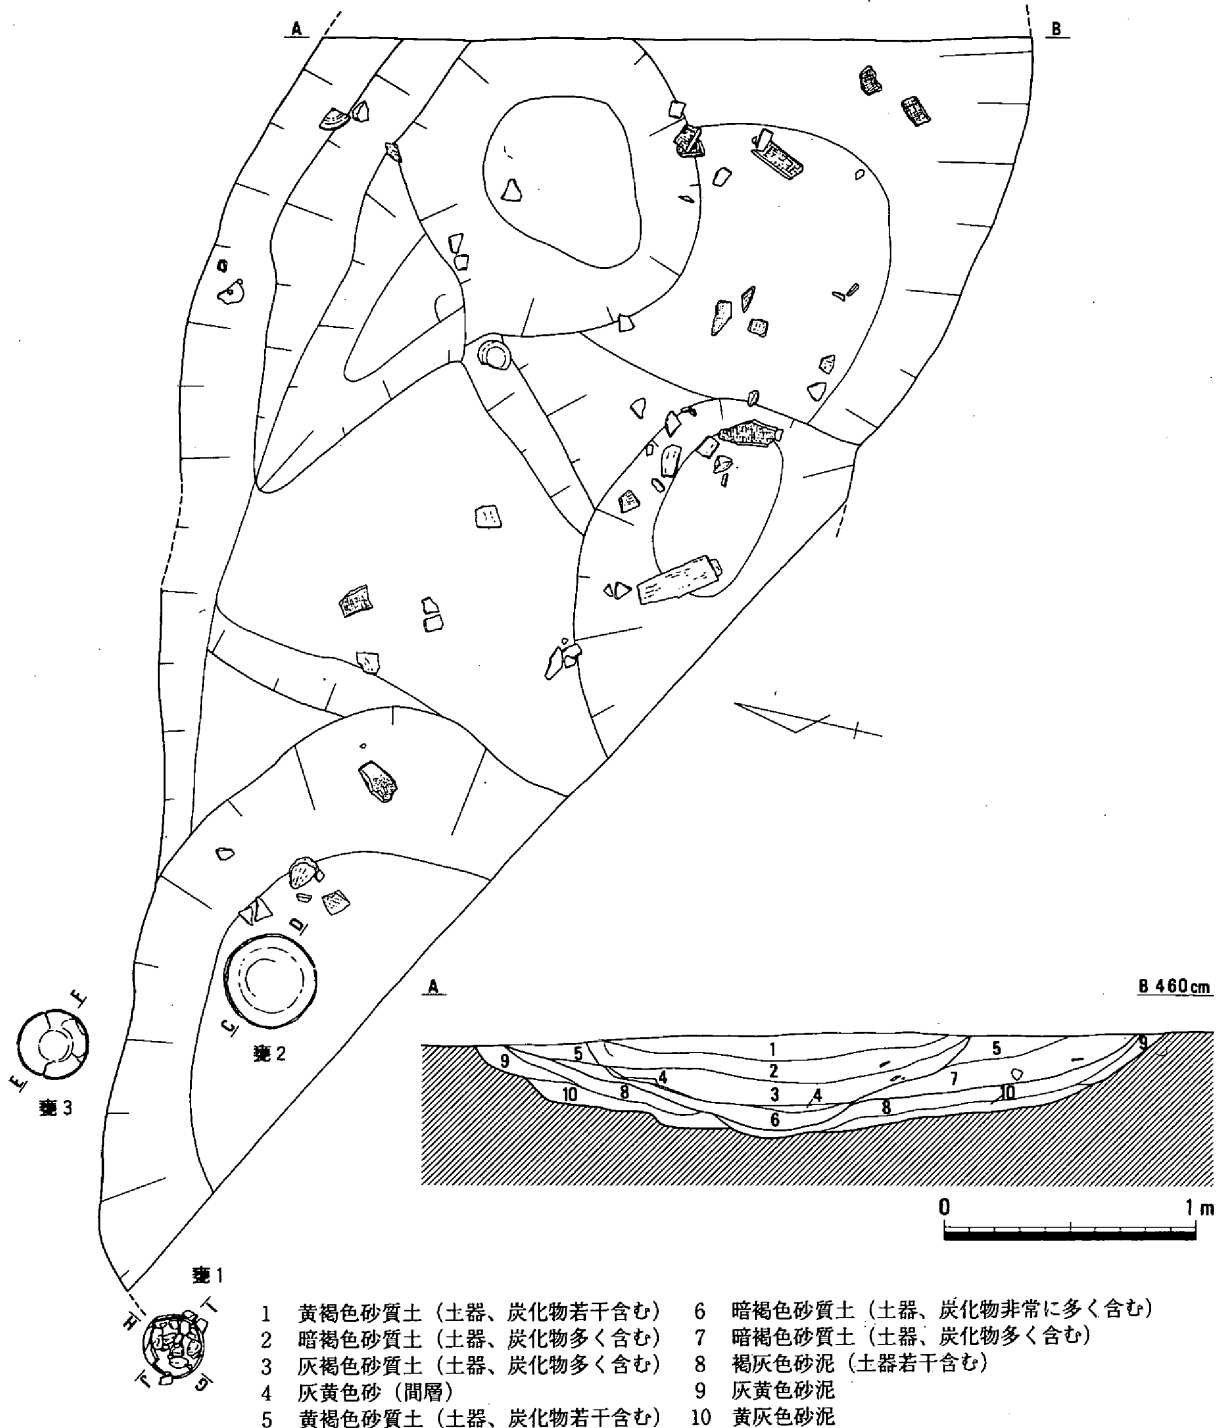 A
B
D
C
甕2
F
E
甕3
A
B 460cm
1
5
5
9
9
2
4
7
3
4
10
8
10
8
6
0
1m
甕1
I
H
J
G
1 黄褐色砂質土（土器、炭化物若干含む）
2 暗褐色砂質土（土器、炭化物多く含む）
3 灰褐色砂質土（土器、炭化物多く含む）
4 灰黄色砂（間層）
5 黄褐色砂質土（土器、炭化物若干含む）
6 暗褐色砂質土（土器、炭化物非常に多く含む）
7 暗褐色砂質土（土器、炭化物多く含む）
8 褐灰色砂泥（土器若干含む）
9 灰黄色砂泥
10 黄灰色砂泥